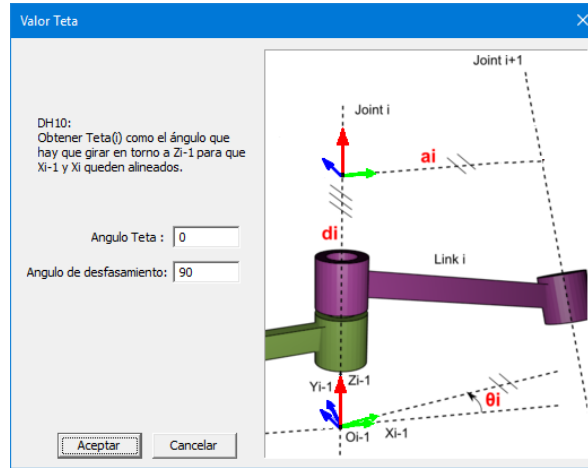 Valor Teta
DH10:
Obtener Teta(i) como el ángulo que
hay que girar en torno a Zi-1 para que
Xi-1 y Xi queden alineados.
Angulo Teta : 0
Angulo de desfasamiento: 90
Aceptar
Cancelar
Joint i+1
Joint i
ai
di
Link i
Yi-1
Zi-1
θi
Oi-1
Xi-1